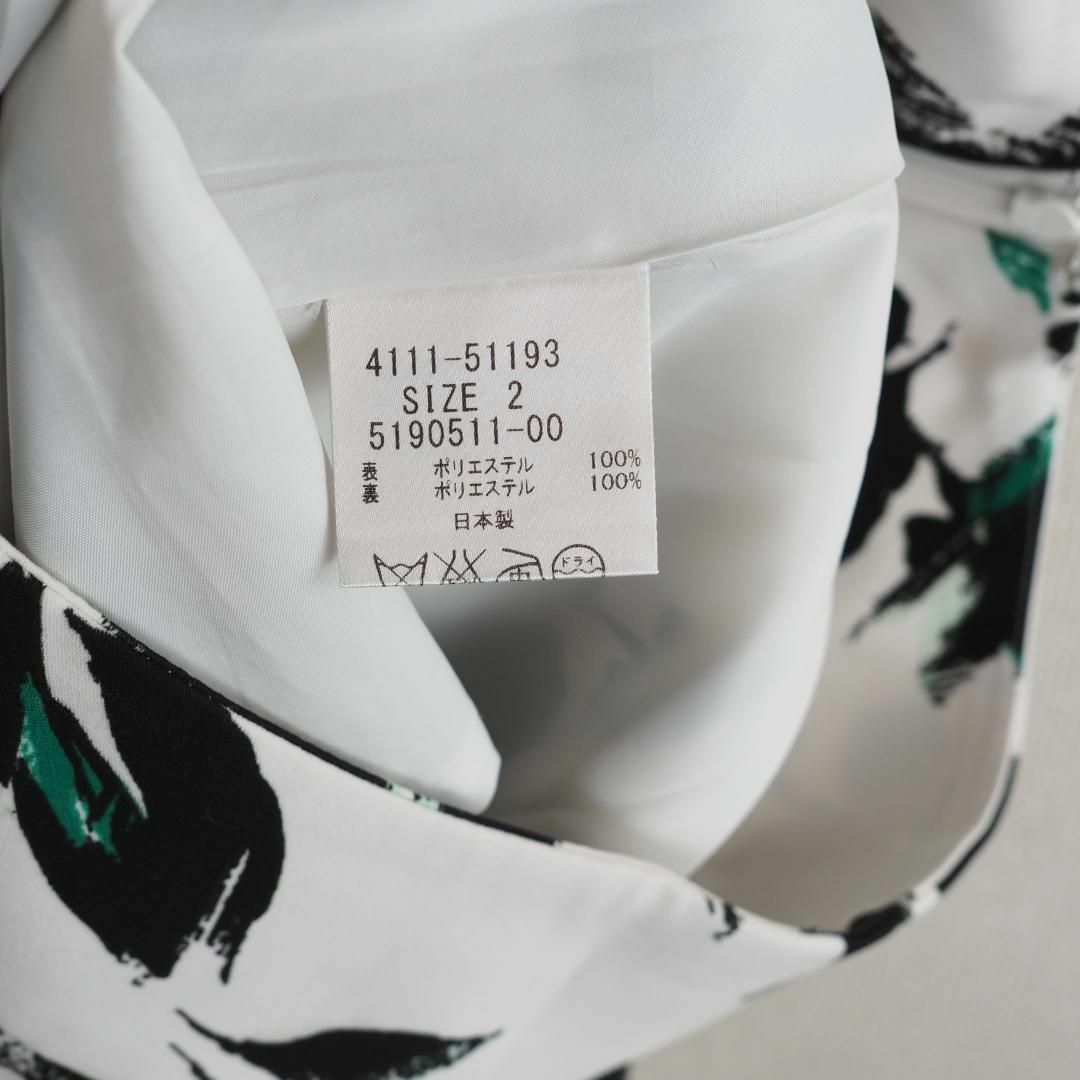 4111-51193
SIZE 2
5190511-00
表 ポリエステル 100%
裏 ポリエステル 100%
日本製
ドライ